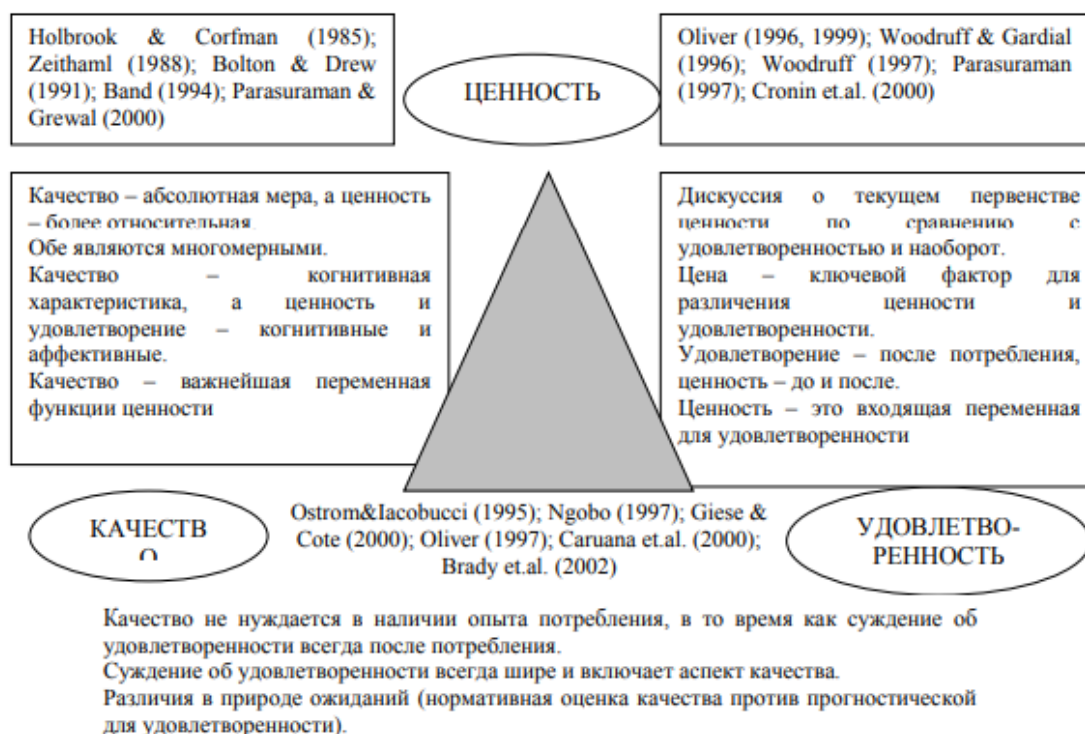 Holbrook & Corfman (1985);
Zeithaml (1988); Bolton & Drew
(1991); Band (1994); Parasuraman &
Grewal (2000)
ЦЕННОСТЬ
Oliver (1996, 1999); Woodruff & Gardial
(1996); Woodruff (1997); Parasuraman
(1997); Cronin et.al. (2000)
Качество – абсолютная мера, а ценность
– более относительная.
Обе являются многомерными.
Качество – когнитивная
характеристика, а ценность и
удовлетворение – когнитивные и
аффективные.
Качество – важнейшая переменная
функции ценности
Дискуссия о текущем первенстве
ценности по сравнению с
удовлетворенностью и наоборот.
Цена – ключевой фактор для
различения ценности и
удовлетворенности.
Удовлетворение – после потребления,
ценность – до и после.
Ценность – это входящая переменная
для удовлетворенности
КАЧЕСТВ
О
Ostrom&Iacobucci (1995); Ngobo (1997); Giese &
Cote (2000); Oliver (1997); Caruana et.al. (2000);
Brady et.al. (2002)
УДОВЛЕТВО-
РЕННОСТЬ
Качество не нуждается в наличии опыта потребления, в то время как суждение об
удовлетворенности всегда после потребления.
Суждение об удовлетворенности всегда шире и включает аспект качества.
Различия в природе ожиданий (нормативная оценка качества против прогностической
для удовлетворенности).